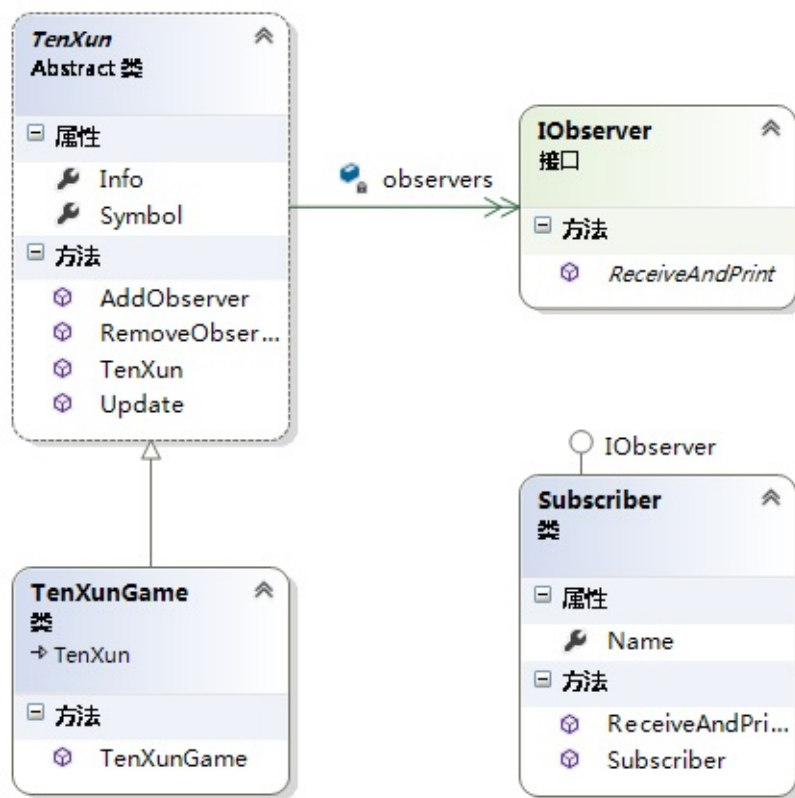 TenXun
Abstract 类
属性
Info
Symbol
方法
AddObserver
RemoveObser...
TenXun
Update
observers
IObserver
接口
方法
ReceiveAndPrint
TenXunGame
类
TenXun
方法
TenXunGame
IObserver
Subscriber
类
属性
Name
方法
ReceiveAndPri...
Subscriber